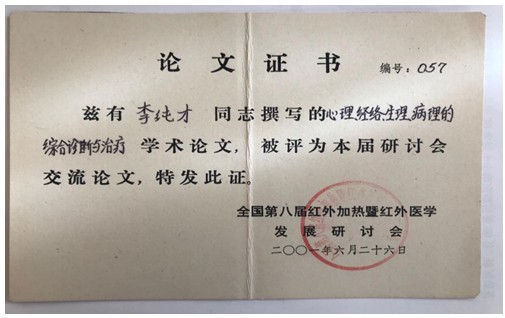 论文证书
编号：057
兹有 李纯才 同志撰写的心理经络生理病理的
综合诊断与治疗 学术论文，被评为本届研讨会
交流论文，特发此证。
全国第八届红外加热暨红外医学
发展研讨会
二〇〇一年六月二十六日